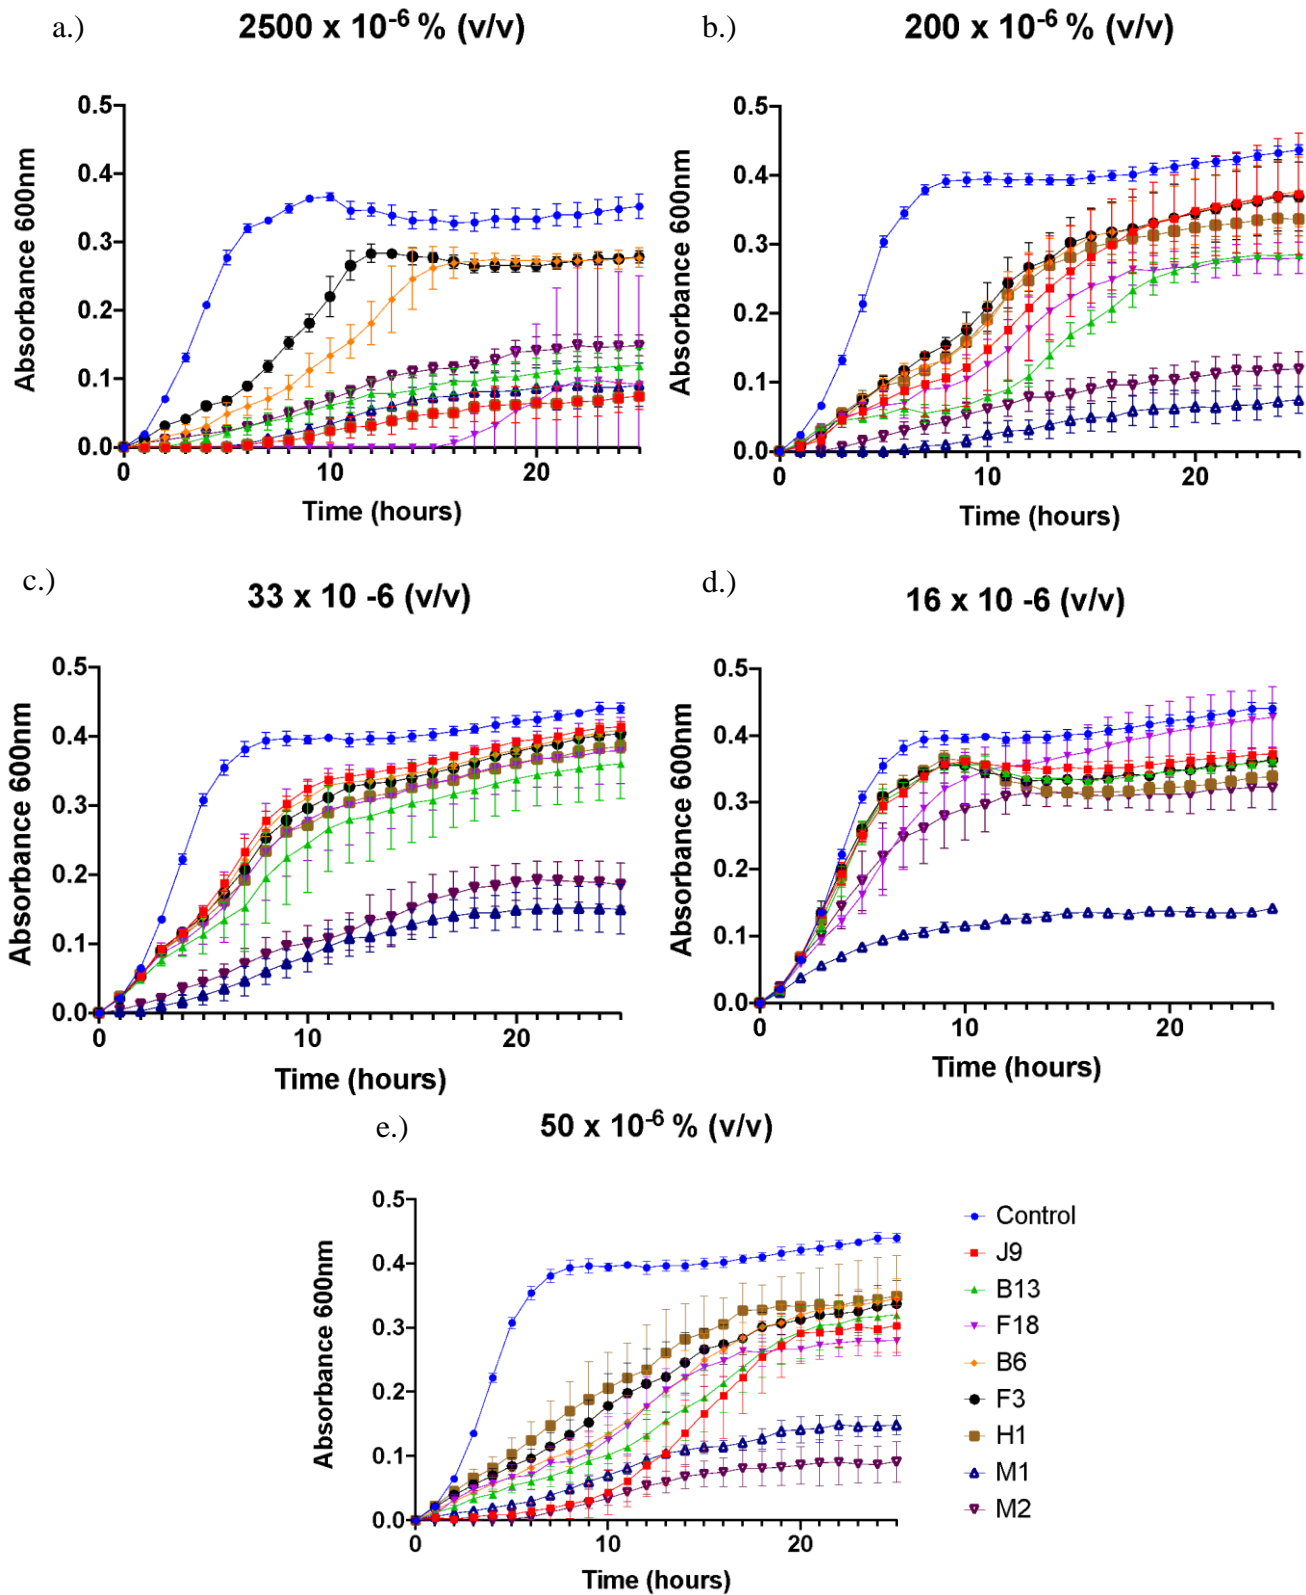 a.) 2500 x 10⁻⁶ % (v/v)
0.5
0.4
0.3
0.2
0.1
0.0
0 10 20
Absorbance 600nm
Time (hours)
b.) 200 x 10⁻⁶ % (v/v)
0.5
0.4
0.3
0.2
0.1
0.0
0 10 20
Absorbance 600nm
Time (hours)
c.) 33 x 10 -6 (v/v)
0.5
0.4
0.3
0.2
0.1
0.0
0 10 20
Absorbance 600nm
Time (hours)
d.) 16 x 10 -6 (v/v)
0.5
0.4
0.3
0.2
0.1
0.0
0 10 20
Absorbance 600nm
Time (hours)
e.) 50 x 10⁻⁶ % (v/v)
0.5
0.4
0.3
0.2
0.1
0.0
0 10 20
Absorbance 600nm
Time (hours)
Control
J9
B13
F18
B6
F3
H1
M1
M2